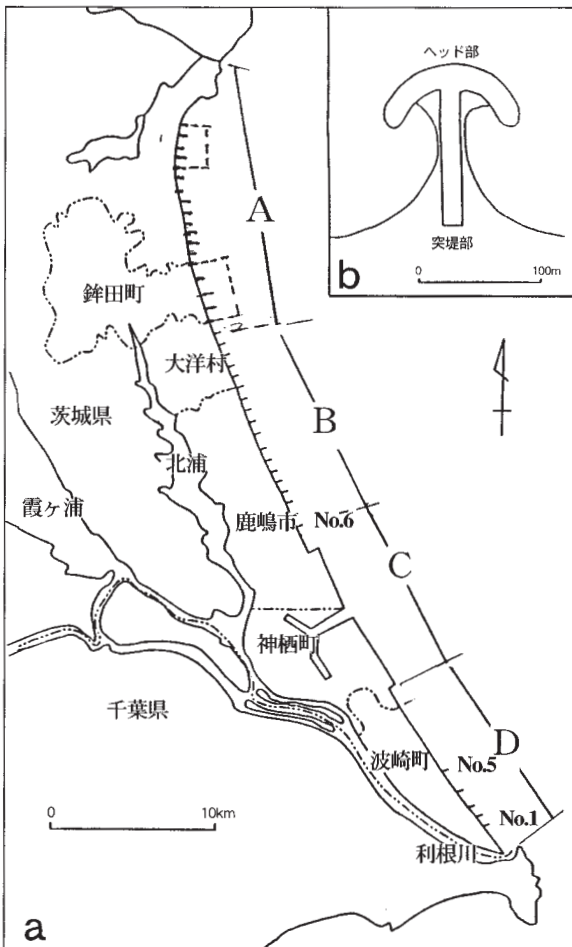 ヘッド部
突堤部
0 100m
b
A
鉾田町
大洋村
茨城県
B
北浦
霞ヶ浦
鹿嶋市 No.6
C
神栖町
千葉県
D
波崎町 No.5
0 10km
No.1
利根川
a